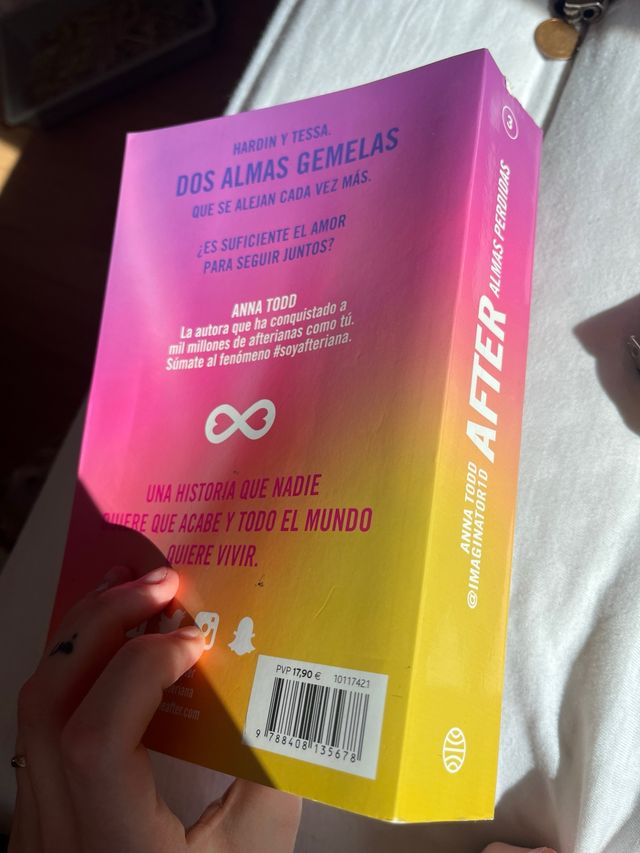 HARDIN Y TESSA.
DOS ALMAS GEMELAS
QUE SE ALEJAN CADA VEZ MÁS.
¿ES SUFICIENTE EL AMOR
PARA SEGUIR JUNTOS?
ANNA TODD
La autora que ha conquistado a
mil millones de afterianas como tú.
Súmate al fenómeno #soyafteriana.
UNA HISTORIA QUE NADIE
QUIERE QUE ACABE Y TODO EL MUNDO
QUIERE VIVIR.
PVP 17,90 € 10117421
9 788408 135678
3
AFTER ALMAS PERDIDAS
ANNA TODD
@IMAGINATOR1D